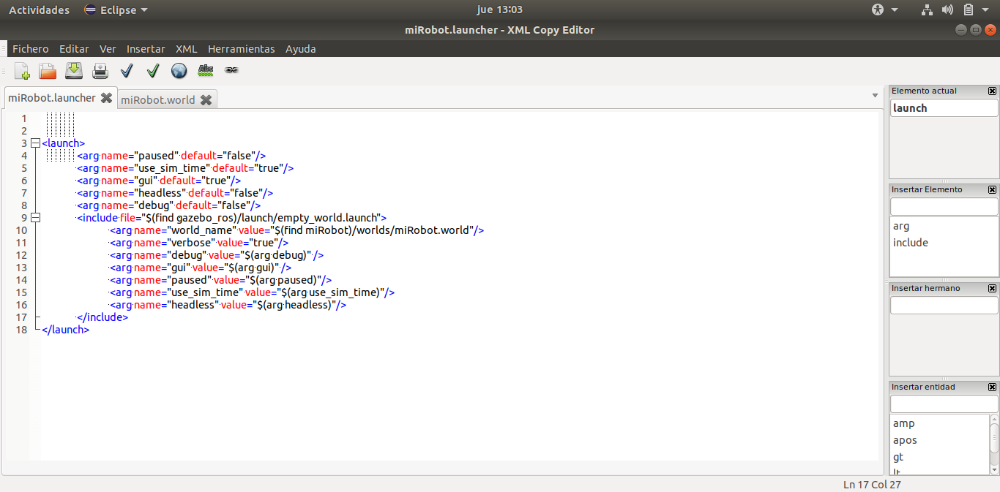 Actividades Eclipse jue 13:03
miRobot.launcher - XML Copy Editor
Fichero Editar Ver Insertar XML Herramientas Ayuda
Abc
miRobot.launcher miRobot.world
1
2
3 <launch>
4 <arg name="paused" default="false"/>
5 <arg name="use_sim_time" default="true"/>
6 <arg name="gui" default="true"/>
7 <arg name="headless" default="false"/>
8 <arg name="debug" default="false"/>
9 <include file="$(find gazebo_ros)/launch/empty_world.launch">
10 <arg name="world_name" value="$(find miRobot)/worlds/miRobot.world"/>
11 <arg name="verbose" value="true"/>
12 <arg name="debug" value="$(arg debug)"/>
13 <arg name="gui" value="$(arg gui)"/>
14 <arg name="paused" value="$(arg paused)"/>
15 <arg name="use_sim_time" value="$(arg use_sim_time)"/>
16 <arg name="headless" value="$(arg headless)"/>
17 </include>
18 </launch>
Elemento actual
launch
Insertar Elemento
arg
include
Insertar hermano
Insertar entidad
amp
apos
gt
lt
Ln 17 Col 27